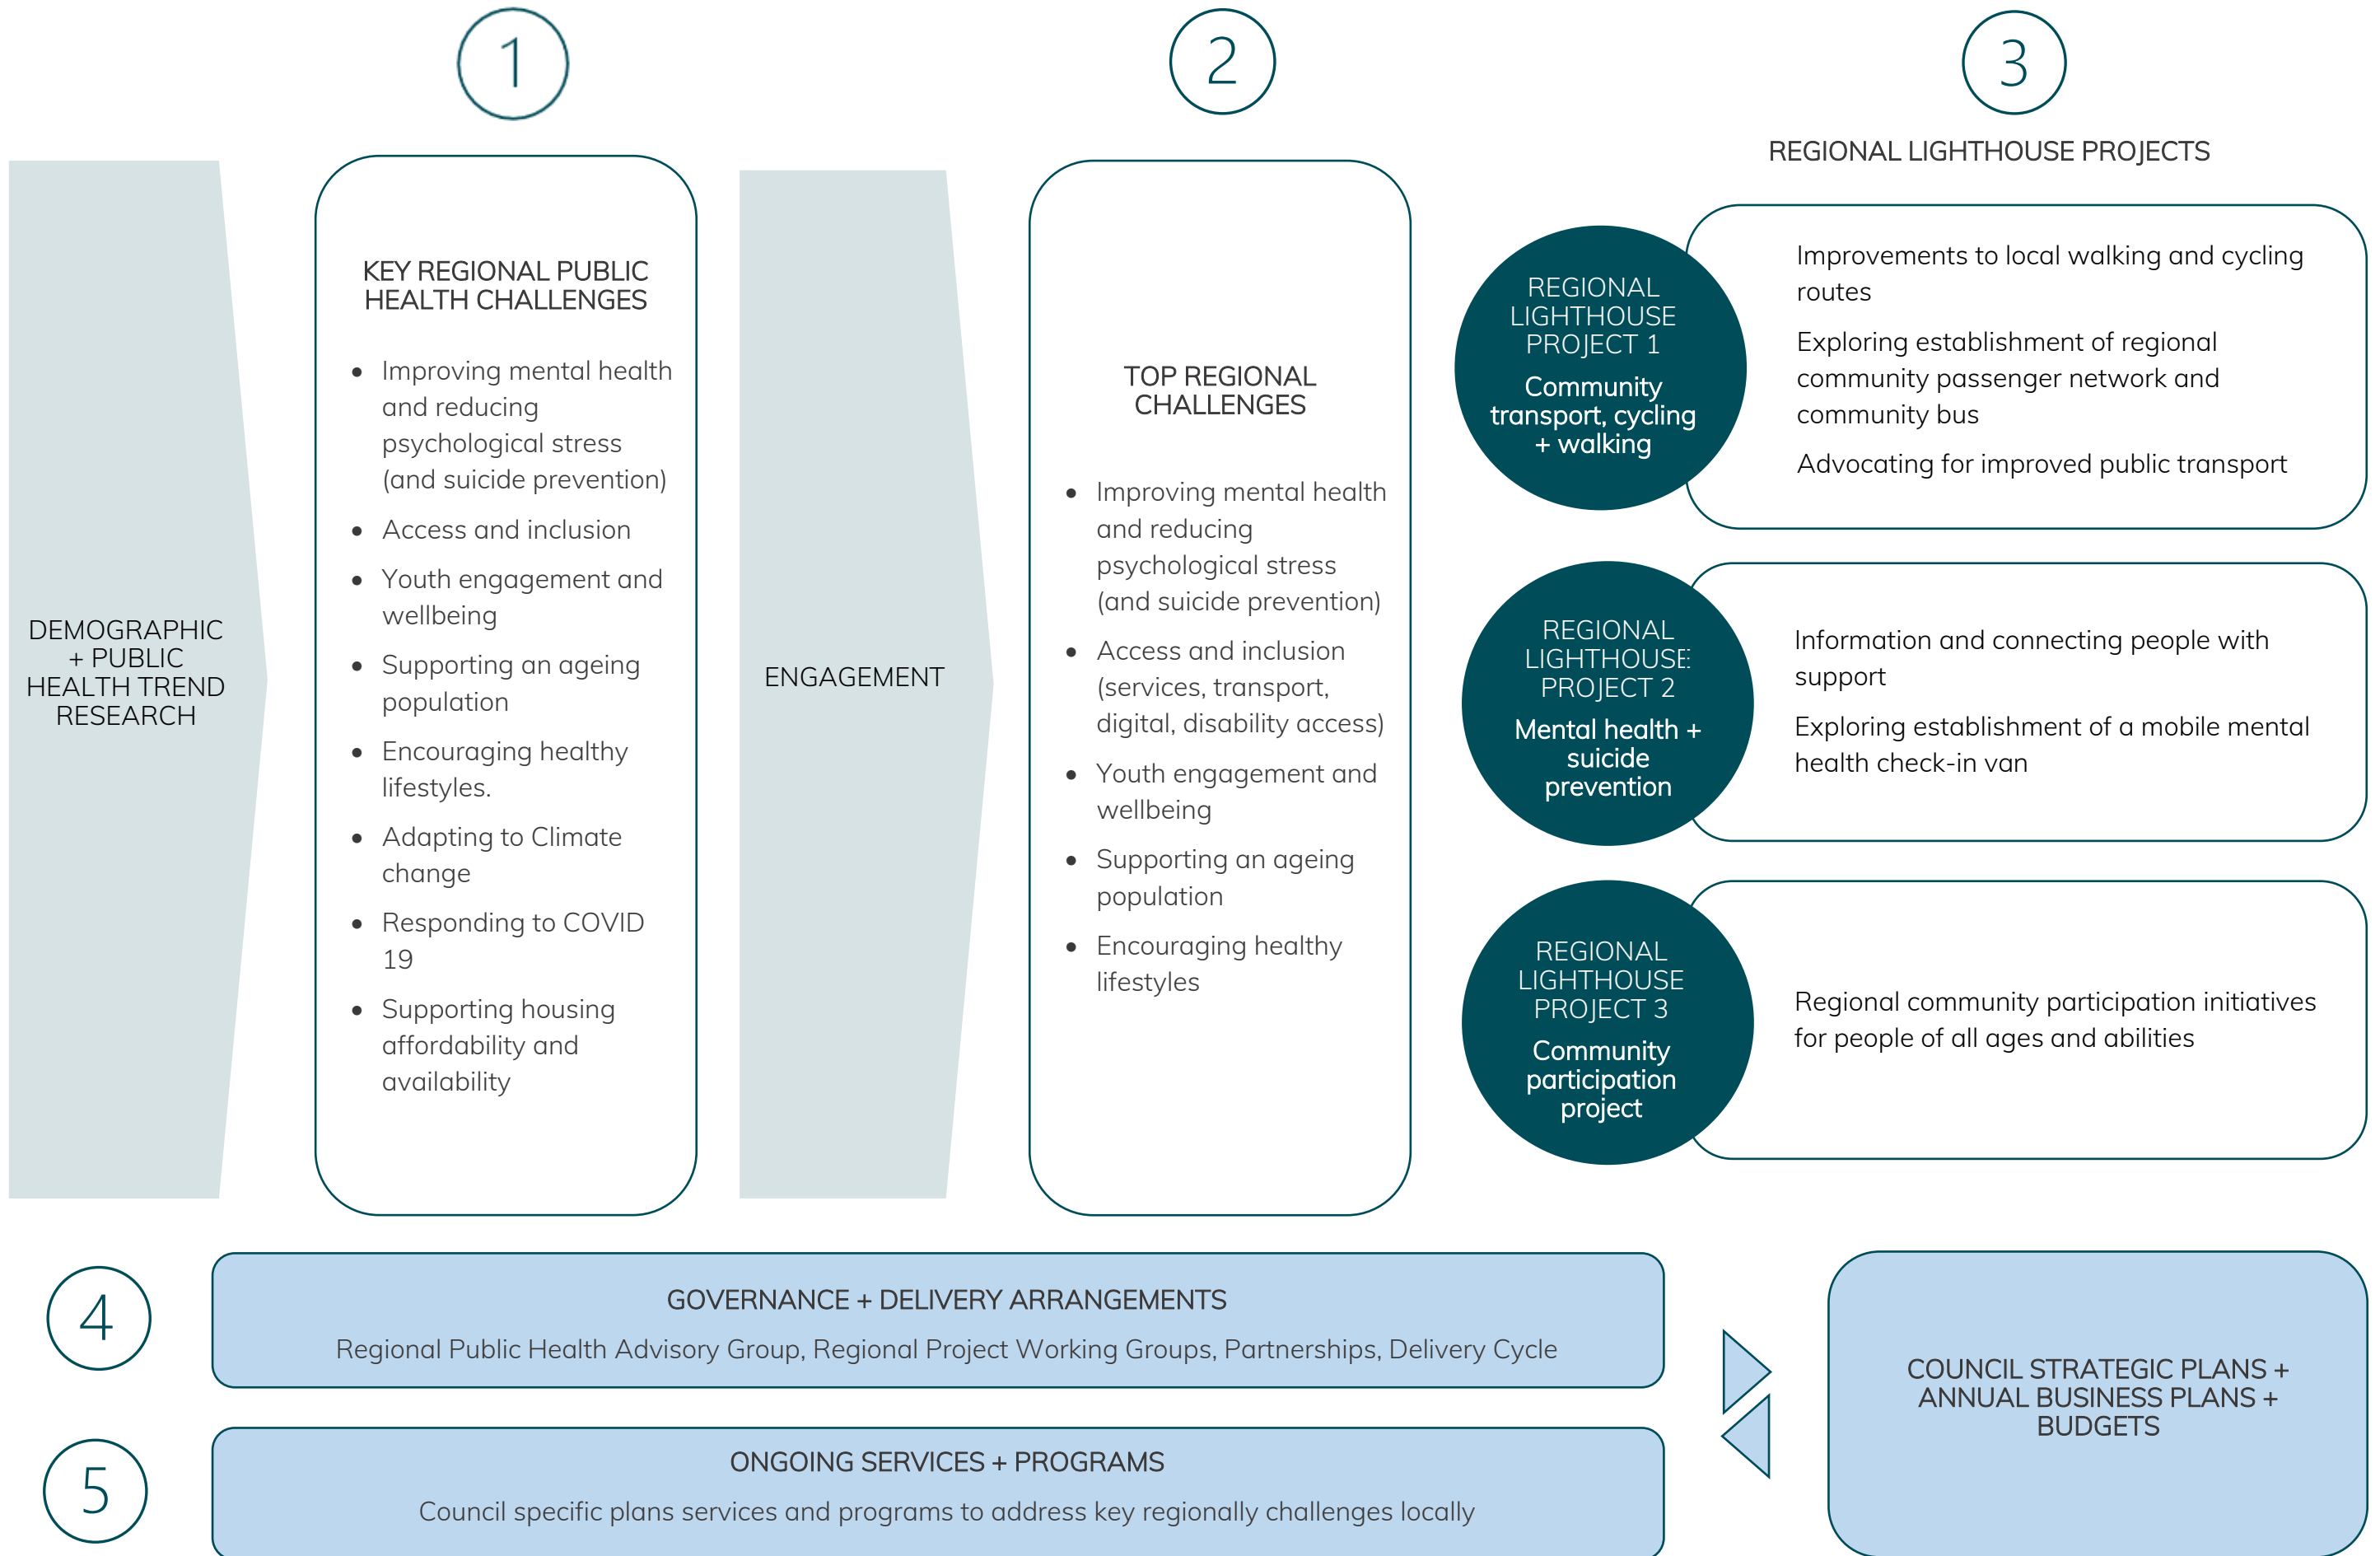 1
2
3
DEMOGRAPHIC
+ PUBLIC
HEALTH TREND
RESEARCH
KEY REGIONAL PUBLIC
HEALTH CHALLENGES
• Improving mental health
and reducing
psychological stress
(and suicide prevention)
• Access and inclusion
• Youth engagement and
wellbeing
• Supporting an ageing
population
• Encouraging healthy
lifestyles.
• Adapting to Climate
change
• Responding to COVID
19
• Supporting housing
affordability and
availability
ENGAGEMENT
TOP REGIONAL
CHALLENGES
• Improving mental health
and reducing
psychological stress
(and suicide prevention)
• Access and inclusion
(services, transport,
digital, disability access)
• Youth engagement and
wellbeing
• Supporting an ageing
population
• Encouraging healthy
lifestyles
REGIONAL LIGHTHOUSE PROJECTS
REGIONAL
LIGHTHOUSE
PROJECT 1
Community
transport, cycling
+ walking
Improvements to local walking and cycling
routes
Exploring establishment of regional
community passenger network and
community bus
Advocating for improved public transport
REGIONAL
LIGHTHOUSE
PROJECT 2
Mental health +
suicide
prevention
Information and connecting people with
support
Exploring establishment of a mobile mental
health check-in van
REGIONAL
LIGHTHOUSE
PROJECT 3
Community
participation
project
Regional community participation initiatives
for people of all ages and abilities
4
GOVERNANCE + DELIVERY ARRANGEMENTS
Regional Public Health Advisory Group, Regional Project Working Groups, Partnerships, Delivery Cycle
5
ONGOING SERVICES + PROGRAMS
Council specific plans services and programs to address key regionally challenges locally
COUNCIL STRATEGIC PLANS +
ANNUAL BUSINESS PLANS +
BUDGETS